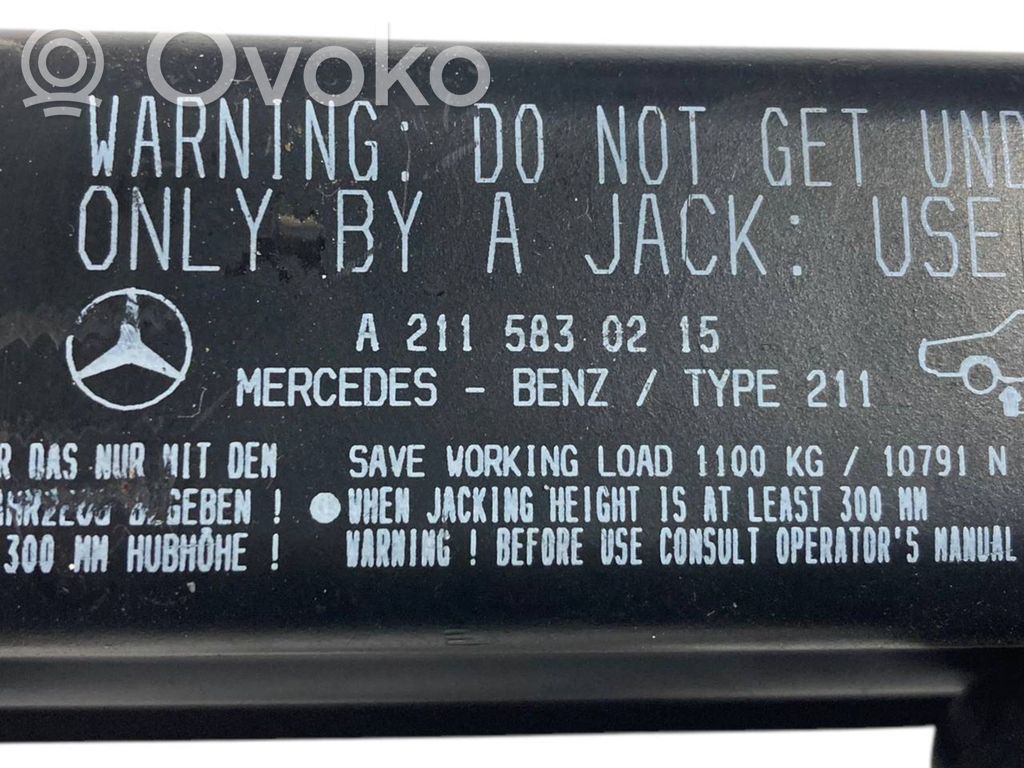 Ovoko
WARNING: DO NOT GET UND
ONLY BY A JACK: USE
A 211 583 02 15
MERCEDES - BENZ / TYPE 211
R DAS NUR MIT DEM
SAVE WORKING LOAD 1100 KG / 10791 N
GEBEN !
● WHEN JACKING HEIGHT IS AT LEAST 300 MM
300 MM HUBHÖHE !
WARNING ! BEFORE USE CONSULT OPERATOR'S MANUAL